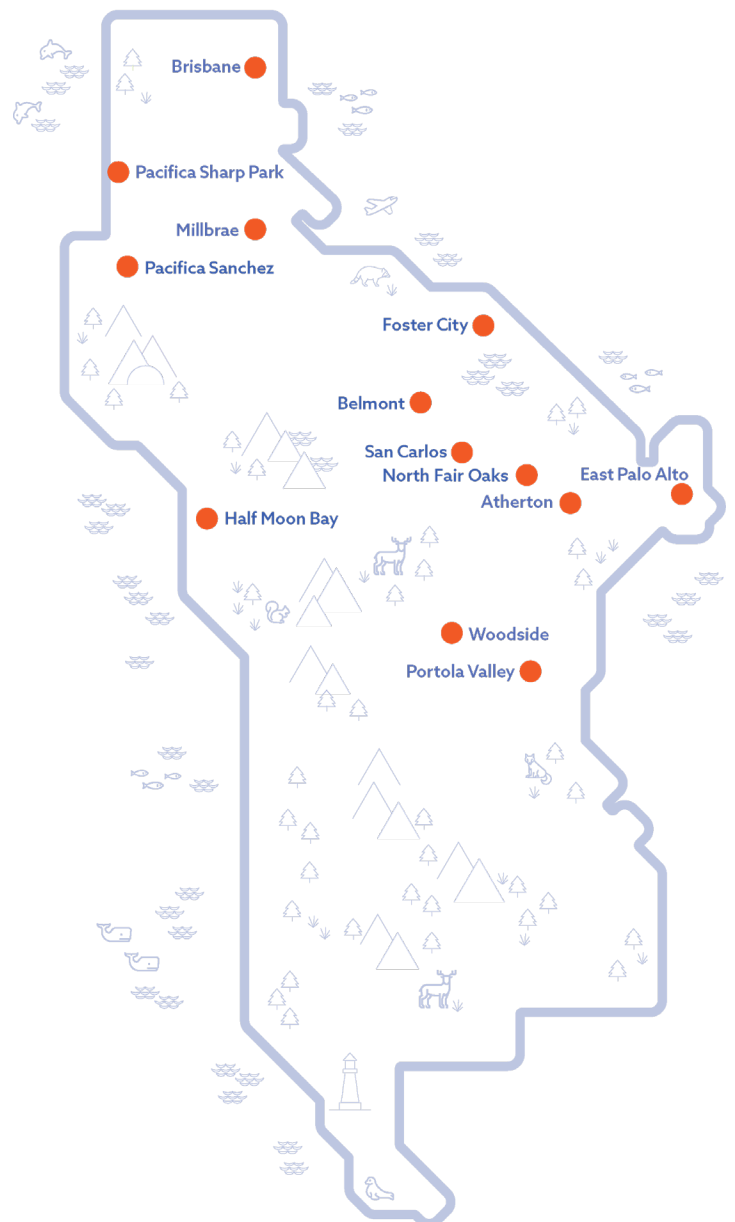 Brisbane
Pacifica Sharp Park
Millbrae
Pacifica Sanchez
Foster City
Belmont
San Carlos
North Fair Oaks
East Palo Alto
Atherton
Half Moon Bay
Woodside
Portola Valley